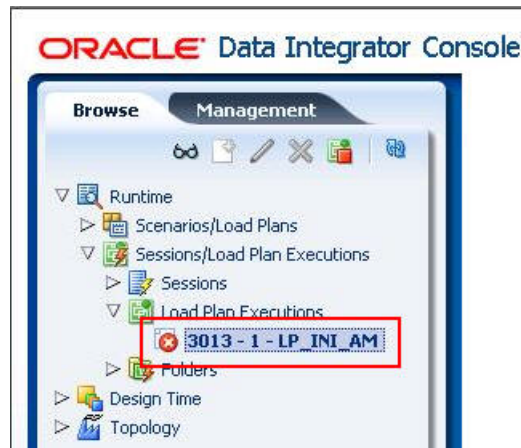 ORACLE Data Integrator Console
Browse Management
Runtime
Scenarios/Load Plans
Sessions/Load Plan Executions
Sessions
Load Plan Executions
3013 - 1 - LP_INI_AM
Folders
Design Time
Topology